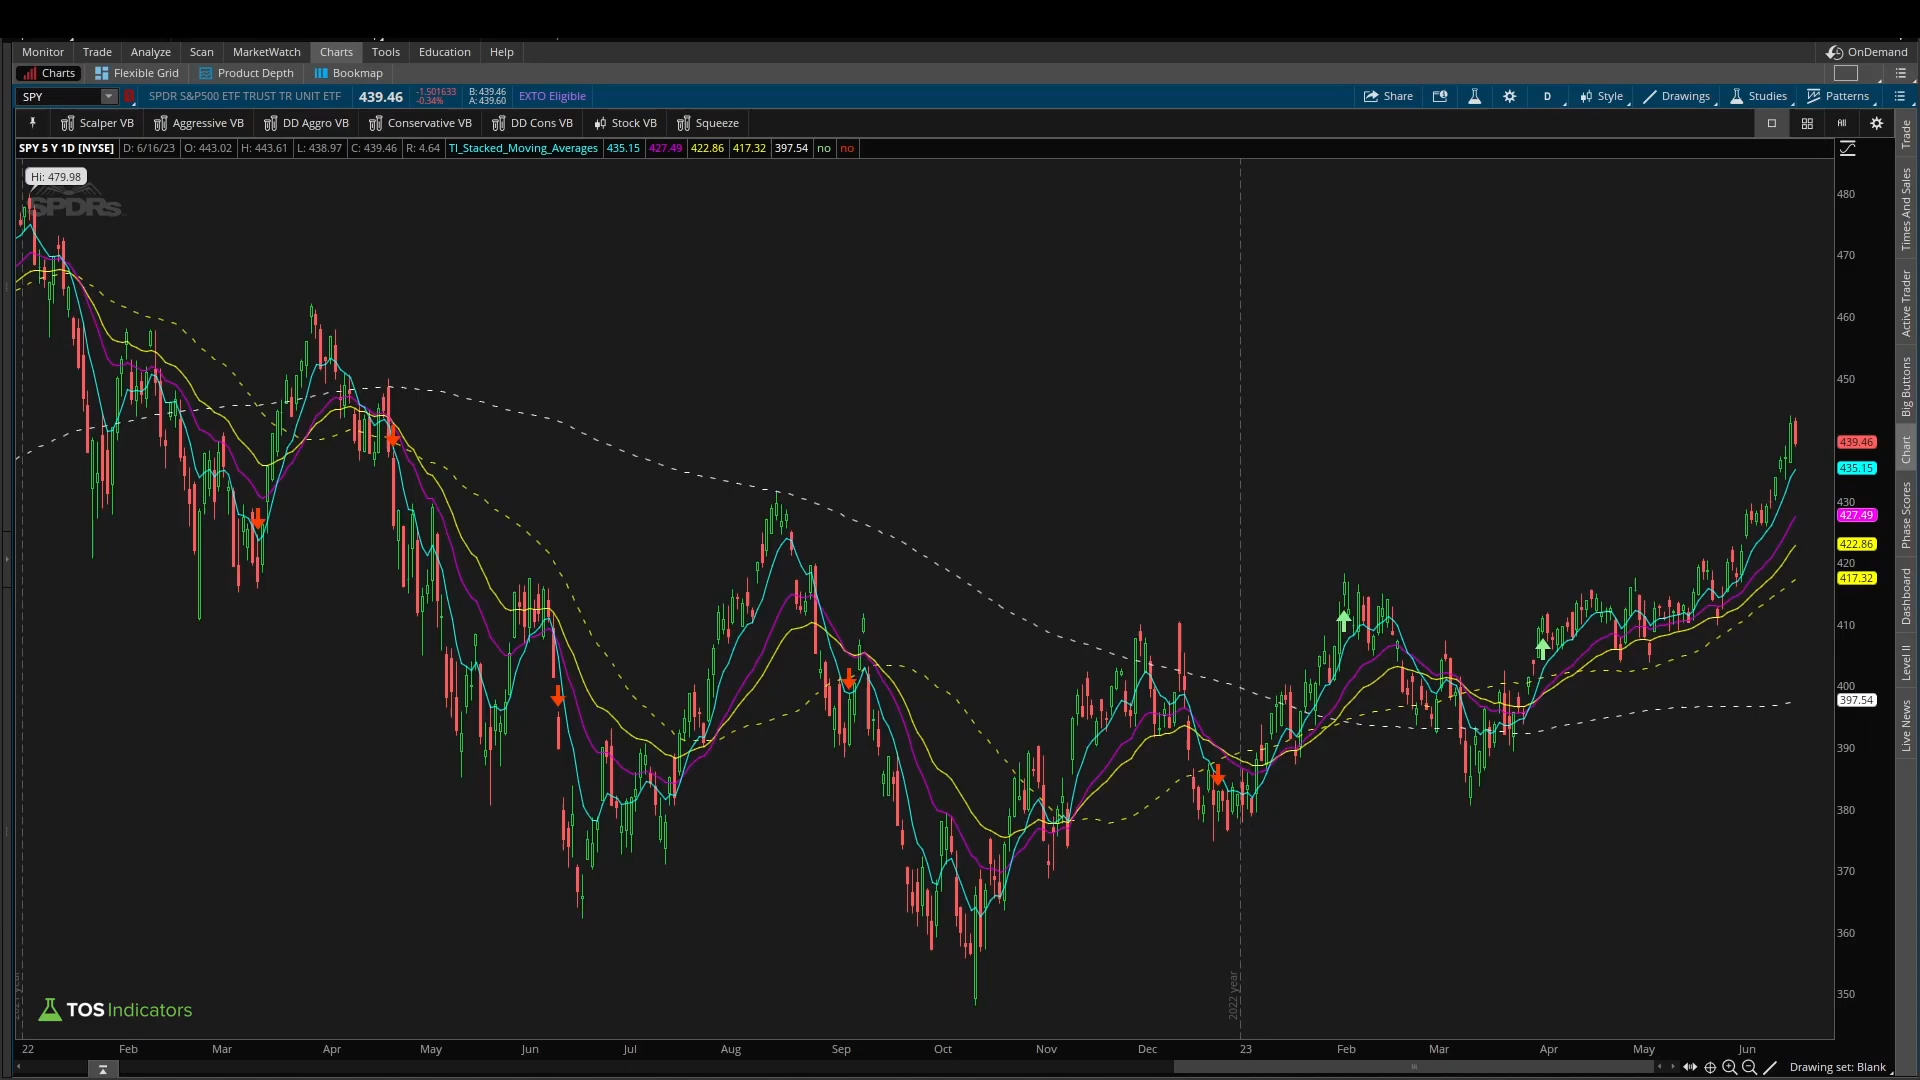 Monitor Trade Analyze Scan MarketWatch Charts Tools Education Help OnDemand
Charts Flexible Grid Product Depth Bookmap
SPY SPDR S&P500 ETF TRUST TR UNIT ETF 439.46 -1.501633 B: 439.46 EXTO Eligible Share D Style Drawings Studies Patterns
-0.34% A: 439.60
Scalper VB Aggressive VB DD Aggro VB Conservative VB DD Cons VB Stock VB Squeeze All
SPY 5 Y 1D [NYSE] D: 6/16/23 O: 443.02 H: 443.61 L: 438.97 C: 439.46 R: 4.64 TI_Stacked_Moving_Averages 435.15 427.49 422.86 417.32 397.54 no no
Hi: 479.98
SPDRs
480
470
460
450
439.46
435.15
430
427.49
422.86
420
417.32
410
400
397.54
390
380
370
360
350
2022 year
TOS Indicators
22 Feb Mar Apr May Jun Jul Aug Sep Oct Nov Dec 23 Feb Mar Apr May Jun
Drawing set: Blank
Trade
Times And Sales
Active Trader
Big Buttons
Chart
Phase Scores
Dashboard
Level II
Live News